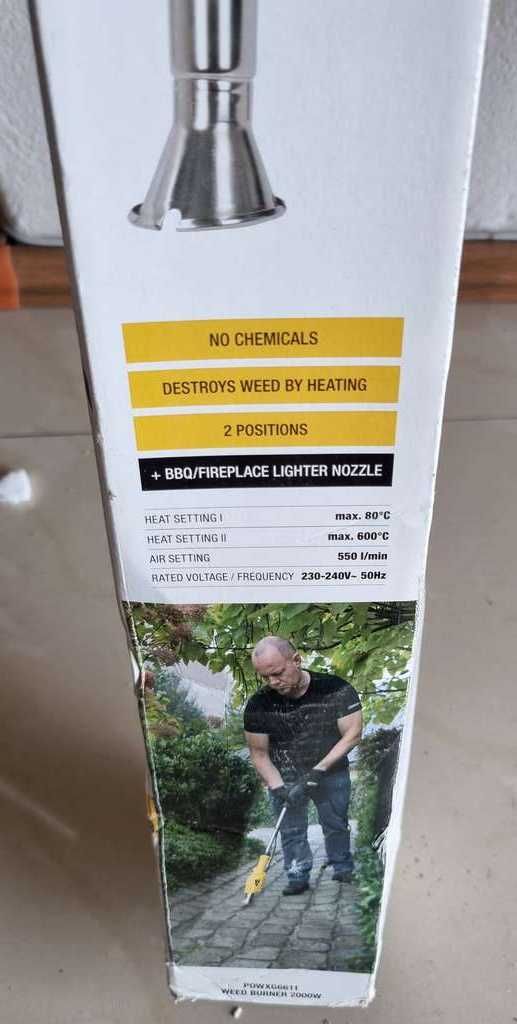 NO CHEMICALS
DESTROYS WEED BY HEATING
2 POSITIONS
+ BBQ/FIREPLACE LIGHTER NOZZLE
HEAT SETTING I max. 80°C
HEAT SETTING II max. 600°C
AIR SETTING 550 l/min
RATED VOLTAGE / FREQUENCY 230-240V~ 50Hz
POWXG6611
WEED BURNER 2000W